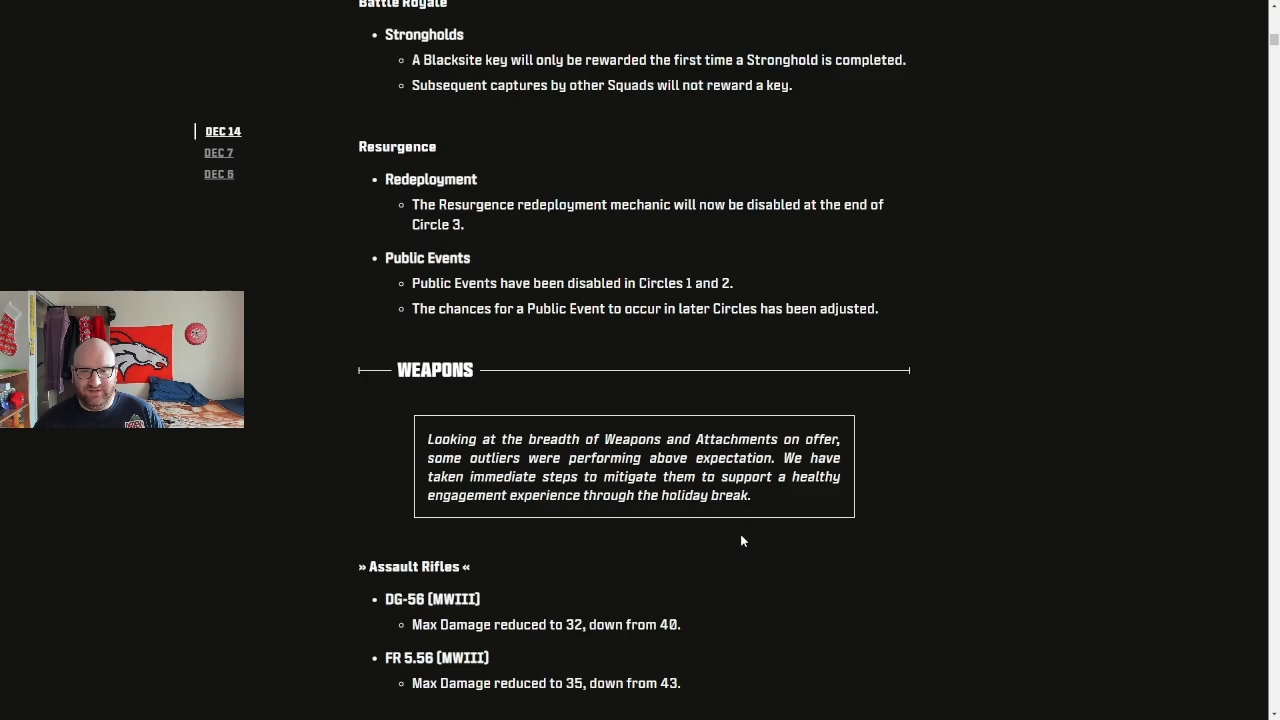 Battle Royale
Strongholds
A Blacksite key will only be rewarded the first time a Stronghold is completed.
Subsequent captures by other Squads will not reward a key.
DEC 14
DEC 7
DEC 6
Resurgence
Redeployment
The Resurgence redeployment mechanic will now be disabled at the end of
Circle 3.
Public Events
Public Events have been disabled in Circles 1 and 2.
The chances for a Public Event to occur in later Circles has been adjusted.
WEAPONS
Looking at the breadth of Weapons and Attachments on offer,
some outliers were performing above expectation. We have
taken immediate steps to mitigate them to support a healthy
engagement experience through the holiday break.
» Assault Rifles «
DG-56 (MWIII)
Max Damage reduced to 32, down from 40.
FR 5.56 (MWIII)
Max Damage reduced to 35, down from 43.